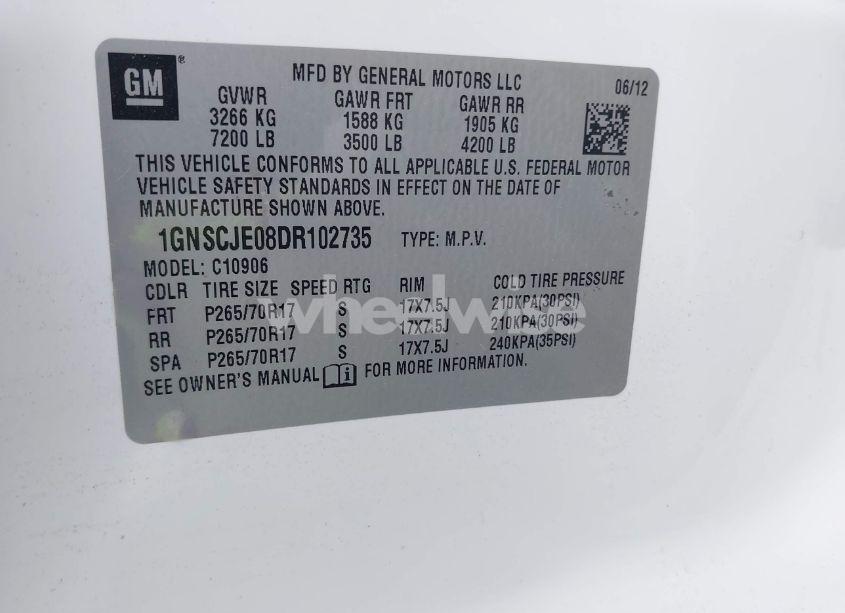 GM®
MFD BY GENERAL MOTORS LLC
06/12
GVWR GAWR FRT GAWR RR
3266 KG 1588 KG 1905 KG
7200 LB 3500 LB 4200 LB
THIS VEHICLE CONFORMS TO ALL APPLICABLE U.S. FEDERAL MOTOR
VEHICLE SAFETY STANDARDS IN EFFECT ON THE DATE OF
MANUFACTURE SHOWN ABOVE.
1GNSCJE08DR102735 TYPE: M.P.V.
MODEL: C10906
CDLR TIRE SIZE SPEED RTG RIM COLD TIRE PRESSURE
FRT P265/70R17 S 17X7.5J 210KPA(30PSI)
RR P265/70R17 S 17X7.5J 210KPA(30PSI)
SPA P265/70R17 S 17X7.5J 240KPA(35PSI)
SEE OWNER'S MANUAL FOR MORE INFORMATION.
wheelwise